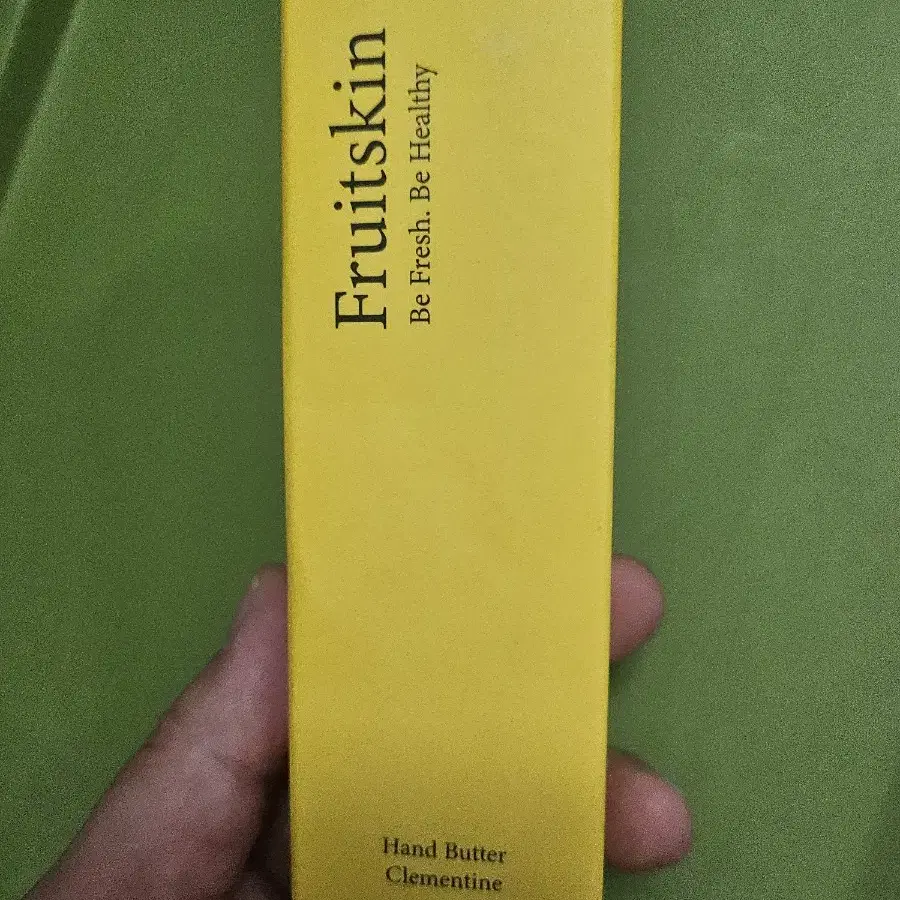 Fruitskin
Be Fresh. Be Healthy
Hand Butter
Clementine